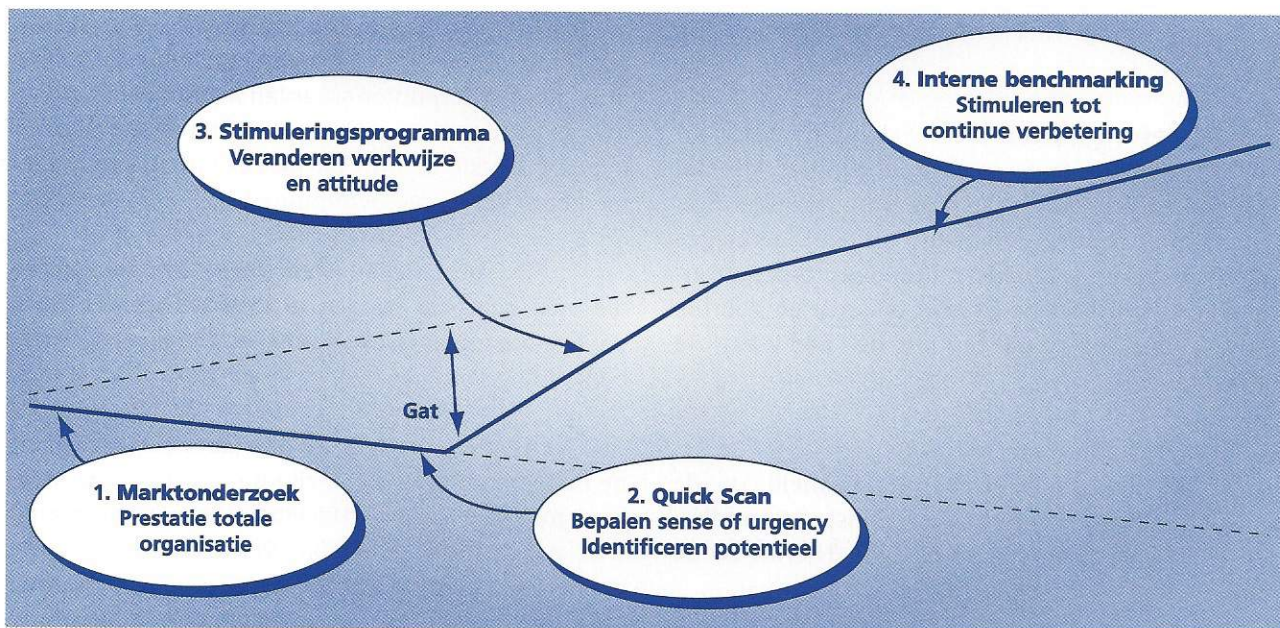 1. Marktonderzoek
Prestatie totale
organisatie
2. Quick Scan
Bepalen sense of urgency
Identificeren potentieel
3. Stimuleringsprogramma
Veranderen werkwijze
en attitude
4. Interne benchmarking
Stimuleren tot
continue verbetering
Gat